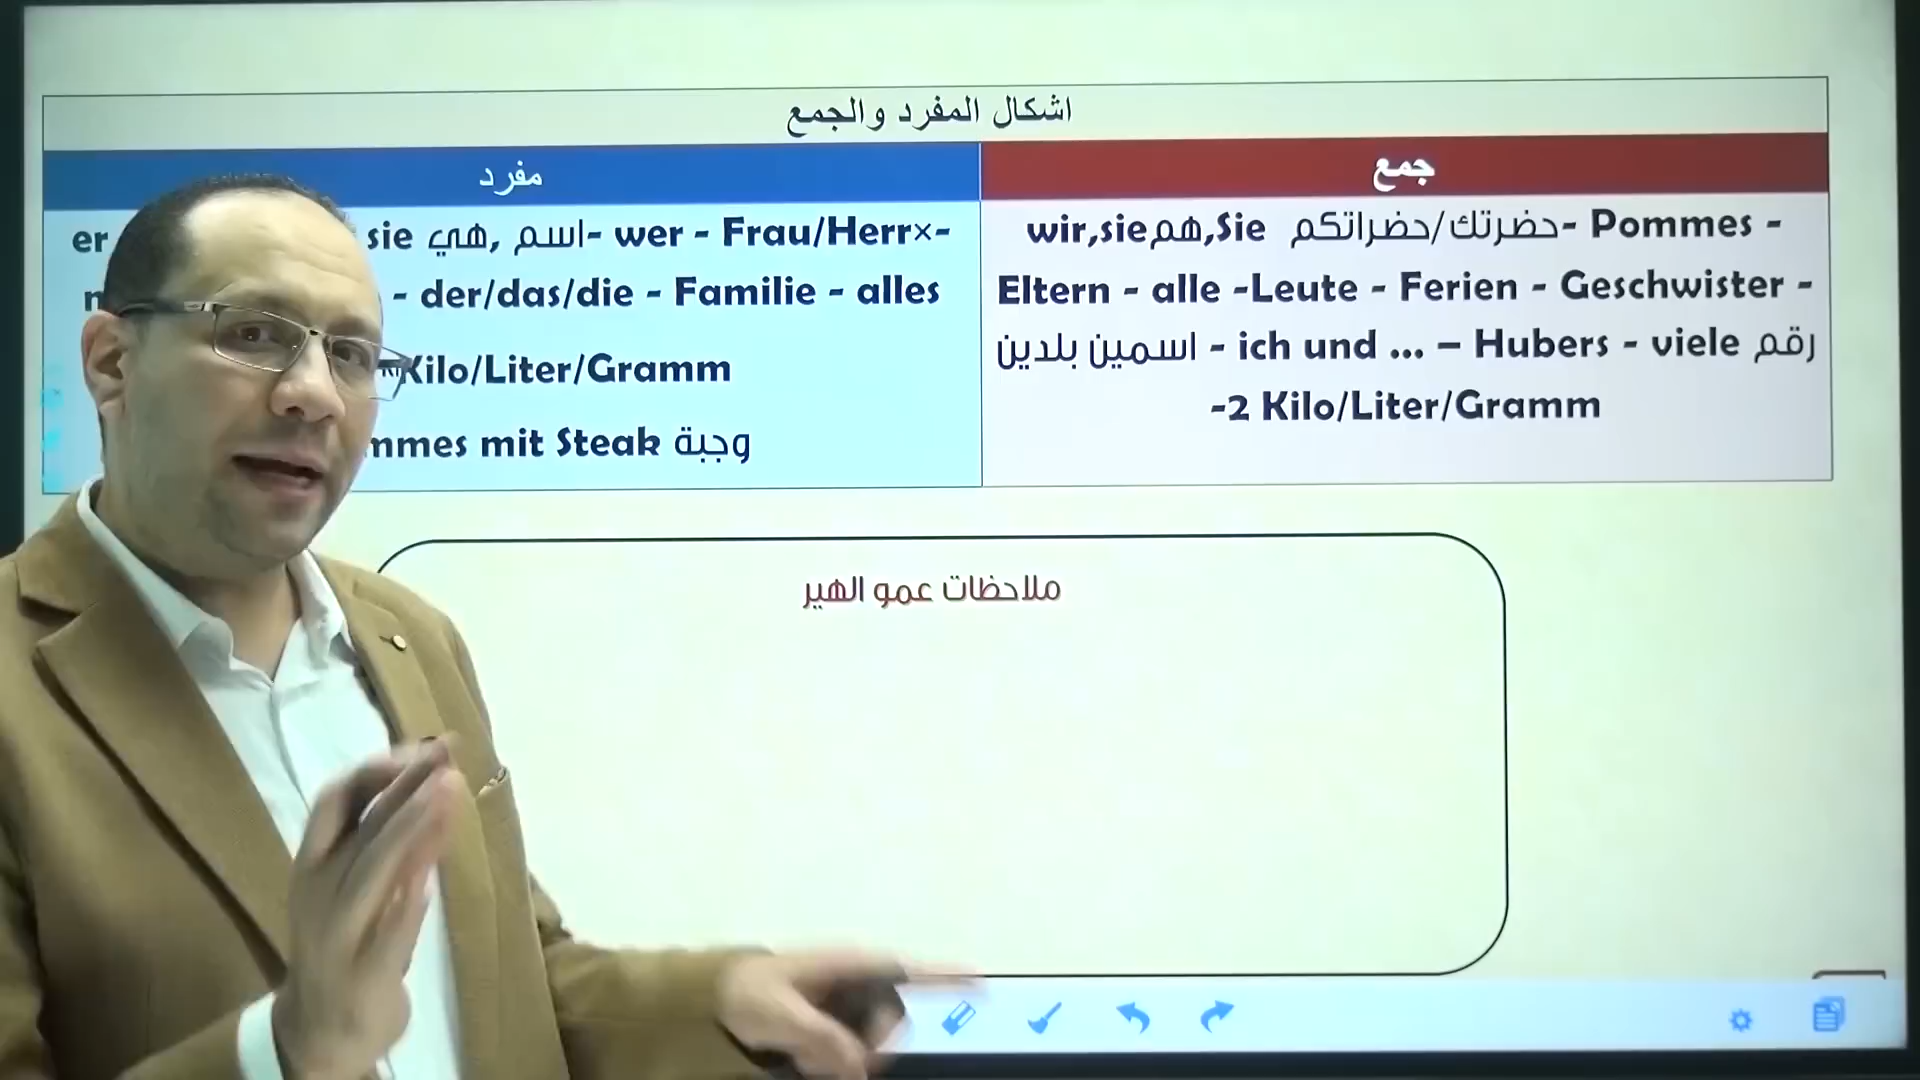 اشكال المفرد والجمع
مفرد
جمع
er
sie هي, اسم- wer - Frau/Herr×-
- der/das/die - Familie - alles
Kilo/Liter/Gramm
mmes mit Steak وجبة
wir,sieهم,Sie حضرتك/حضراتكم- Pommes -
Eltern - alle -Leute - Ferien - Geschwister -
اسمين بلدين - ich und ... – Hubers - viele رقم
-2 Kilo/Liter/Gramm
ملاحظات عمو الهير